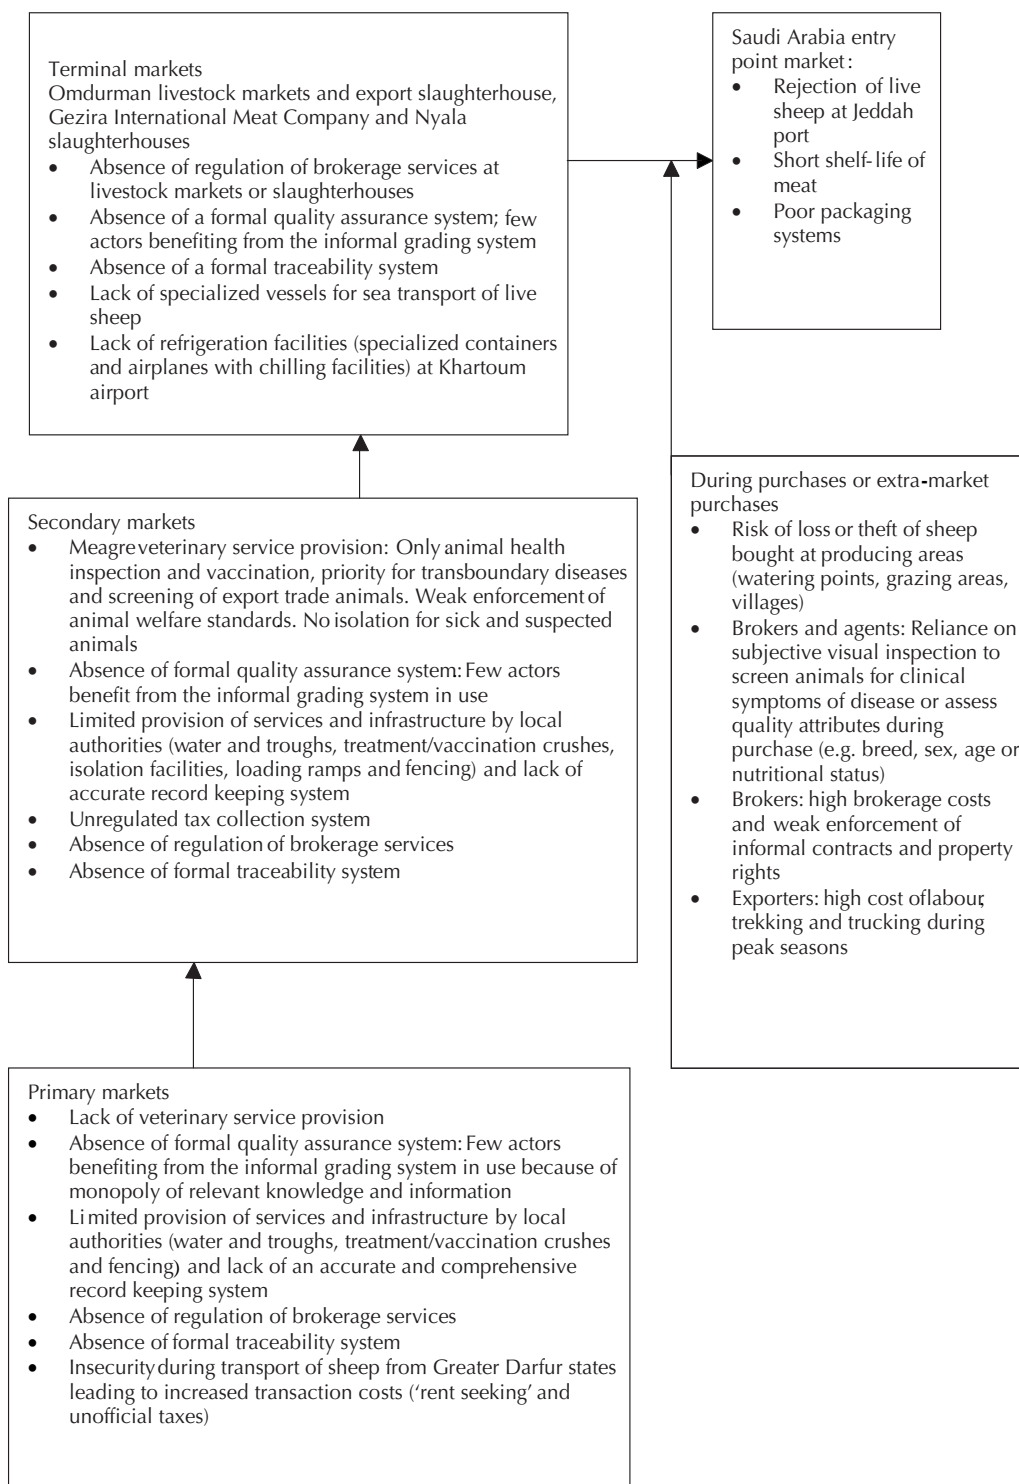 Terminal markets
Omdurman livestock markets and export slaughterhouse,
Gezira International Meat Company and Nyala
slaughterhouses
• Absence of regulation of brokerage services at
livestock markets or slaughterhouses
• Absence of a formal quality assurance system; few
actors benefiting from the informal grading system
• Absence of a formal traceability system
• Lack of specialized vessels for sea transport of live
sheep
• Lack of refrigeration facilities (specialized containers
and airplanes with chilling facilities) at Khartoum
airport
Saudi Arabia entry
point market:
• Rejection of live
sheep at Jeddah
port
• Short shelf-life of
meat
• Poor packaging
systems
Secondary markets
• Meagreveterinary service provision: Only animal health
inspection and vaccination, priority for transboundary diseases
and screening of export trade animals. Weak enforcement of
animal welfare standards. No isolation for sick and suspected
animals
• Absence of formal quality assurance system: Few actors
benefit from the informal grading system in use
• Limited provision of services and infrastructure by local
authorities (water and troughs, treatment/vaccination crushes,
isolation facilities, loading ramps and fencing) and lack of
accurate record keeping system
• Unregulated tax collection system
• Absence of regulation of brokerage services
• Absence of formal traceability system
During purchases or extra-market
purchases
• Risk of loss or theft of sheep
bought at producing areas
(watering points, grazing areas,
villages)
• Brokers and agents: Reliance on
subjective visual inspection to
screen animals for clinical
symptoms of disease or assess
quality attributes during
purchase (e.g. breed, sex, age or
nutritional status)
• Brokers: high brokerage costs
and weak enforcement of
informal contracts and property
rights
• Exporters: high cost oflabour,
trekking and trucking during
peak seasons
Primary markets
• Lack of veterinary service provision
• Absence of formal quality assurance system: Few actors
benefiting from the informal grading system in use because of
monopoly of relevant knowledge and information
• Limited provision of services and infrastructure by local
authorities (water and troughs, treatment/vaccination crushes
and fencing) and lack of an accurate and comprehensive
record keeping system
• Absence of regulation of brokerage services
• Absence of formal traceability system
• Insecurity during transport of sheep from Greater Darfur states
leading to increased transaction costs (‘rent seeking’ and
unofficial taxes)